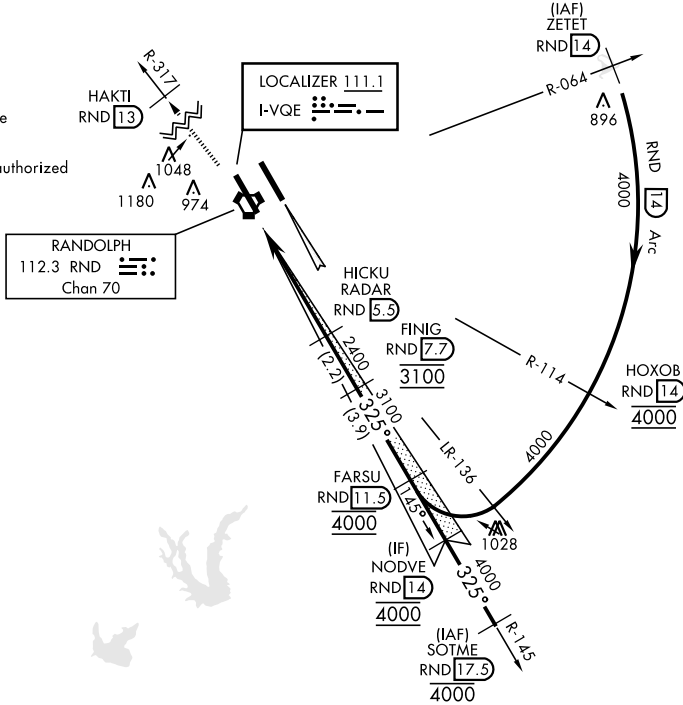 (IAF)
ZETET
RND 14
R-064
896
R-317
HAKTI
RND 13
LOCALIZER 111.1
I-VQE
e
uthorized
1048
1180
974
RANDOLPH
112.3 RND
Chan 70
RND 14 Arc
4000
HICKU
RADAR
RND 5.5
FINIG
RND 7.7
3100
2400
(2.2)
3100
(3.9)
325°
R-114
HOXOB
RND 14
4000
4000
LR-136
FARSU
RND 11.5
4000
145°
1028
(IF)
NODVE
RND 14
4000
4000
325°
(IAF)
SOTME
RND 17.5
4000
R-145